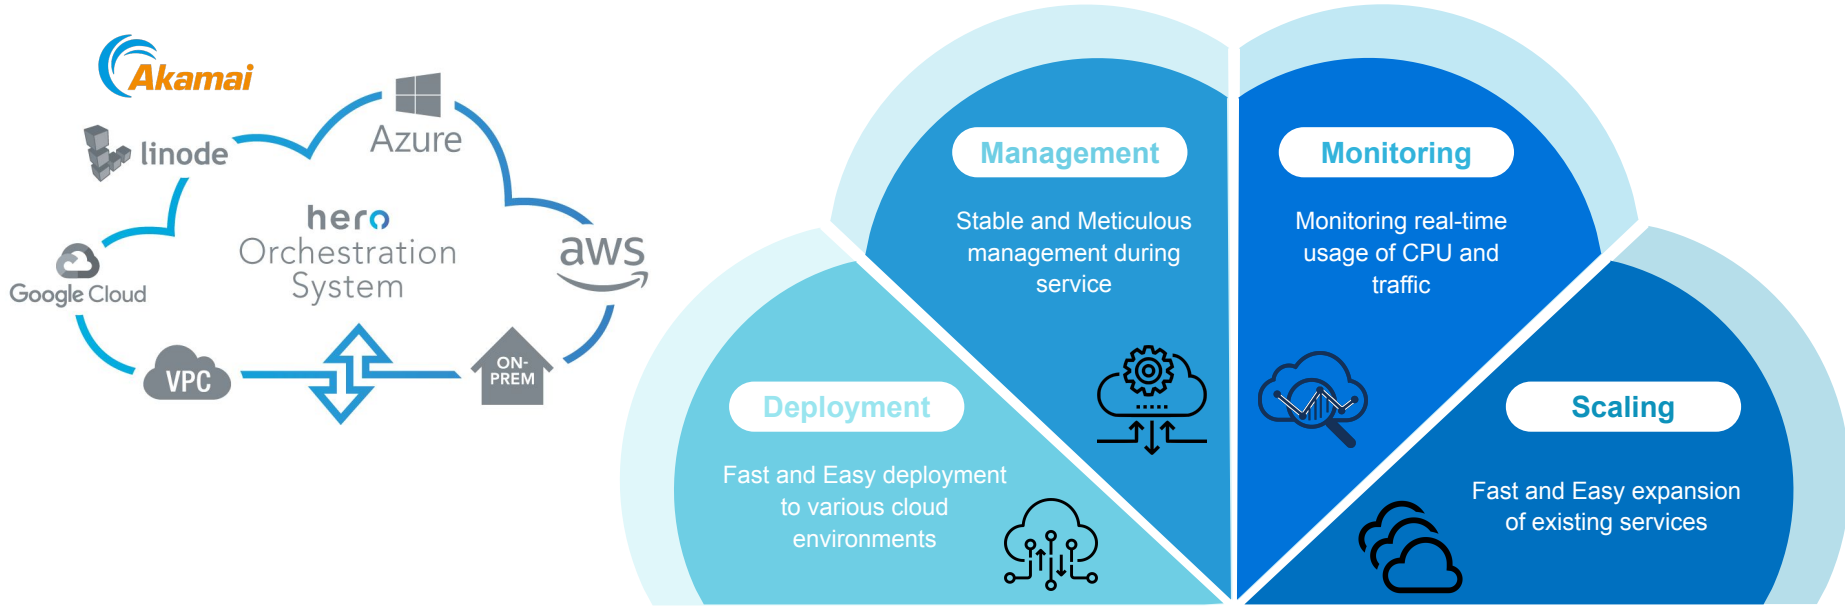 Akamai
linode
Azure
hero
Orchestration
System
aws
Google Cloud
VPC
ON-
PREM
Management
Stable and Meticulous
management during
service
Monitoring
Monitoring real-time
usage of CPU and
traffic
Deployment
Fast and Easy deployment
to various cloud
environments
Scaling
Fast and Easy expansion
of existing services